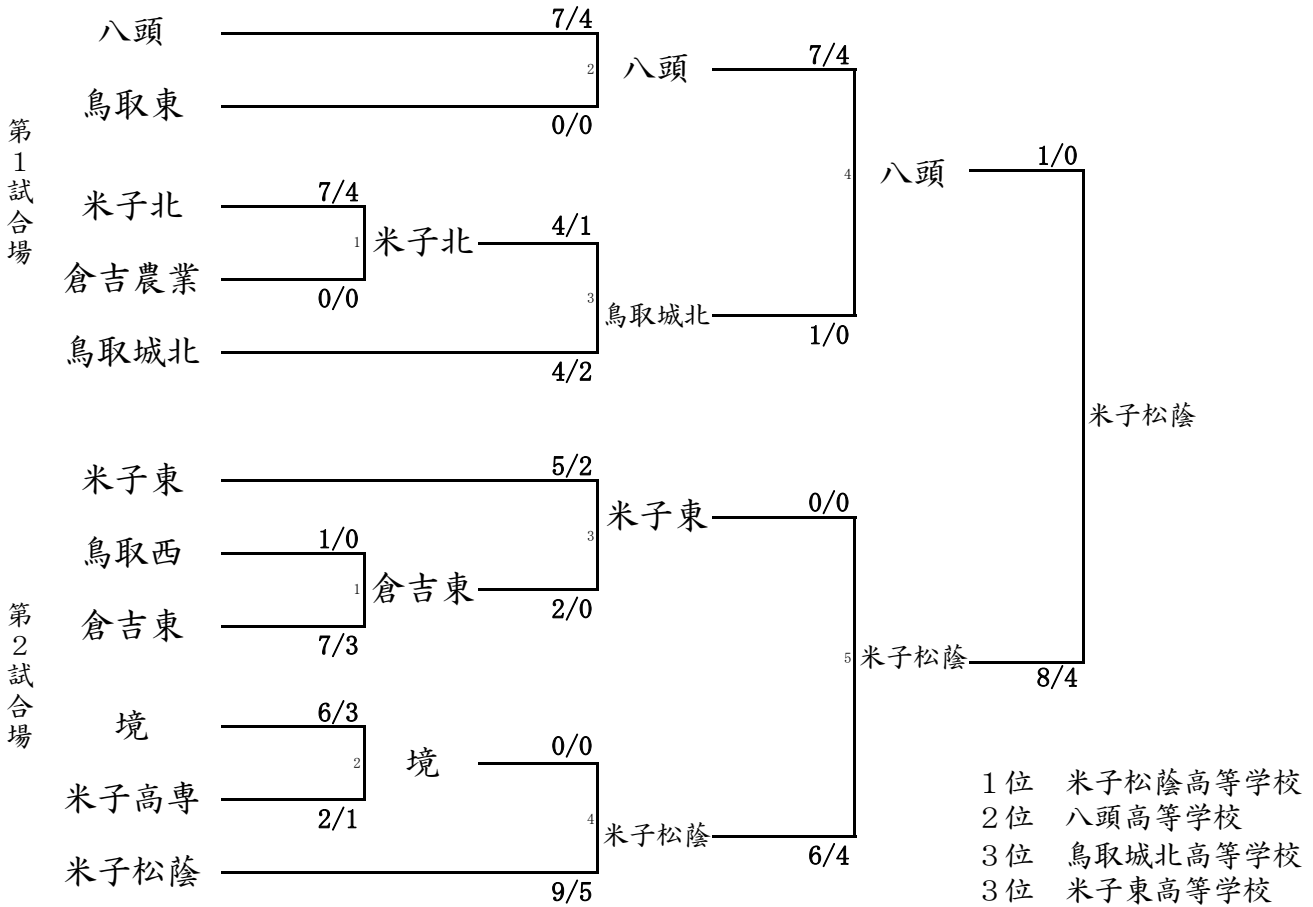 第1試合場
八頭
7/4
2
鳥取東
0/0
八頭
7/4
米子北
7/4
1
倉吉農業
0/0
米子北
4/1
3
鳥取城北
4/2
鳥取城北
1/0
4
八頭
1/0
第2試合場
米子東
5/2
鳥取西
1/0
1
倉吉東
7/3
倉吉東
2/0
3
米子東
0/0
境
6/3
2
米子高専
2/1
境
0/0
4
米子松蔭
9/5
米子松蔭
6/4
5
米子松蔭
8/4
米子松蔭
1位 米子松蔭高等学校
2位 八頭高等学校
3位 鳥取城北高等学校
3位 米子東高等学校